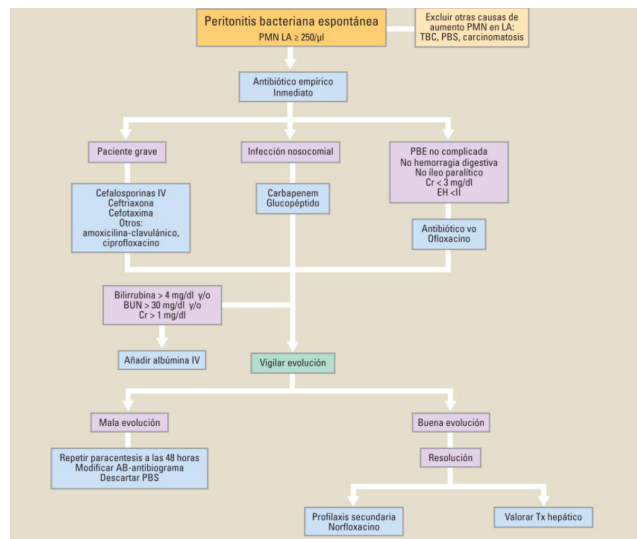 Peritonitis bacteriana espontánea
PMN LA ≥ 250/µl
Excluir otras causas de
aumento PMN en LA:
TBC, PBS, carcinomatosis
Antibiótico empírico
Inmediato
Paciente grave
Infección nosocomial
PBE no complicada
No hemorragia digestiva
No íleo paralítico
Cr < 3 mg/dl
EH <II
Cefalosporinas IV
Ceftriaxona
Cefotaxima
Otros:
amoxicilina-clavulánico,
ciprofloxacino
Carbapenem
Glucopéptido
Antibiótico vo
Ofloxacino
Bilirrubina > 4 mg/dl y/o
BUN > 30 mg/dl y/o
Cr > 1 mg/dl
Añadir albúmina IV
Vigilar evolución
Mala evolución
Buena evolución
Repetir paracentesis a las 48 horas
Modificar AB-antibiograma
Descartar PBS
Resolución
Profilaxis secundaria
Norfloxacino
Valorar Tx hepático